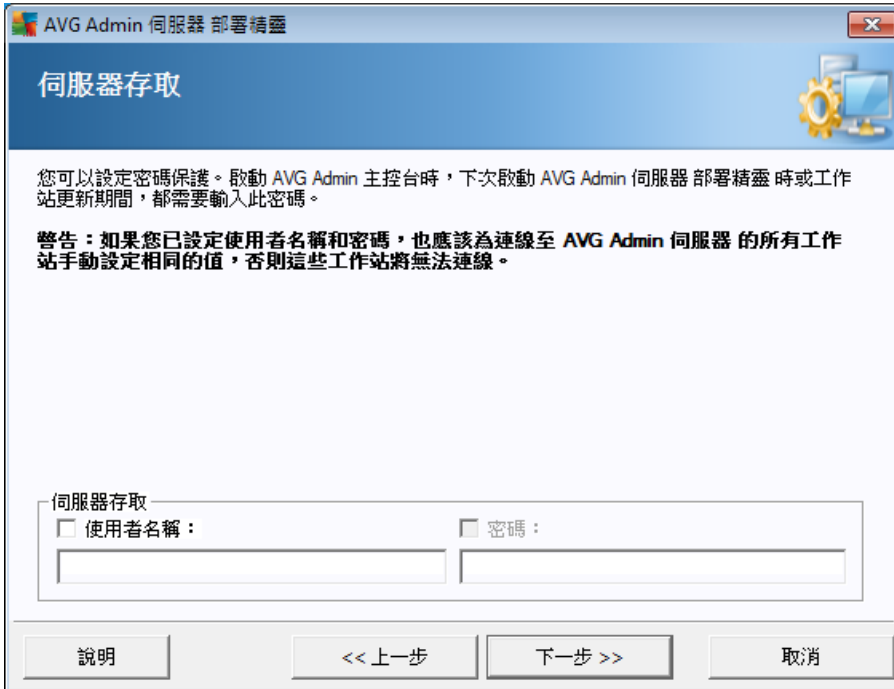 AVG Admin 伺服器 部署精靈
伺服器存取
您可以設定密碼保護。啟動 AVG Admin 主控台時，下次啟動 AVG Admin 伺服器 部署精靈 時或工作
站更新期間，都需要輸入此密碼。
警告：如果您已設定使用者名稱和密碼，也應該為連線至 AVG Admin 伺服器 的所有工作
站手動設定相同的值，否則這些工作站將無法連線。
伺服器存取
使用者名稱：
密碼：
說明
<< 上一步
下一步 >>
取消